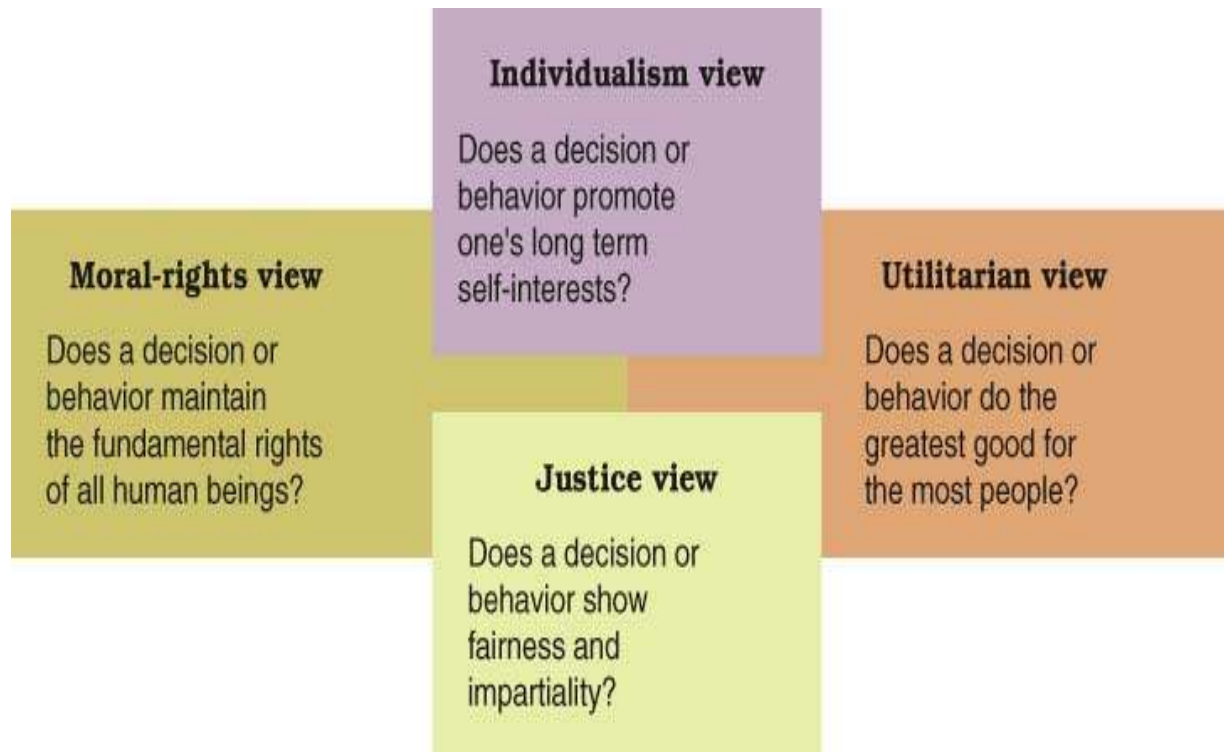 Individualism view
Does a decision or
behavior promote
one's long term
self-interests?
Moral-rights view
Does a decision or
behavior maintain
the fundamental rights
of all human beings?
Utilitarian view
Does a decision or
behavior do the
greatest good for
the most people?
Justice view
Does a decision or
behavior show
fairness and
impartiality?